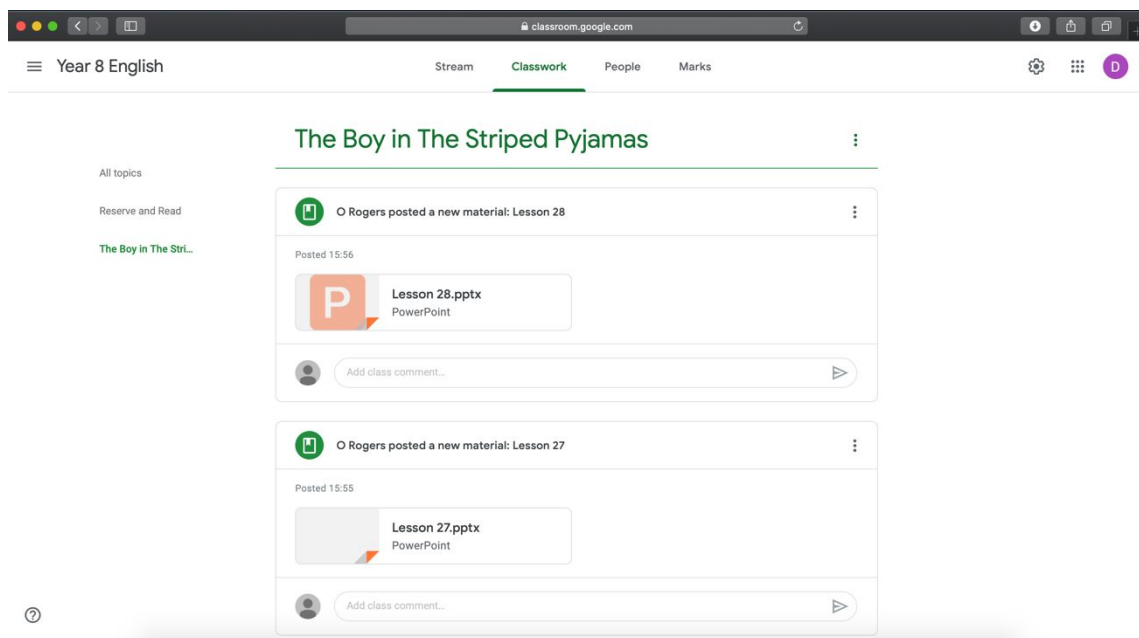 classroom.google.com
Year 8 English
Stream
Classwork
People
Marks
D
The Boy in The Striped Pyjamas
All topics
Reserve and Read
The Boy in The Stri...
O Rogers posted a new material: Lesson 28
Posted 15:56
P
Lesson 28.pptx
PowerPoint
Add class comment...
O Rogers posted a new material: Lesson 27
Posted 15:55
Lesson 27.pptx
PowerPoint
Add class comment...